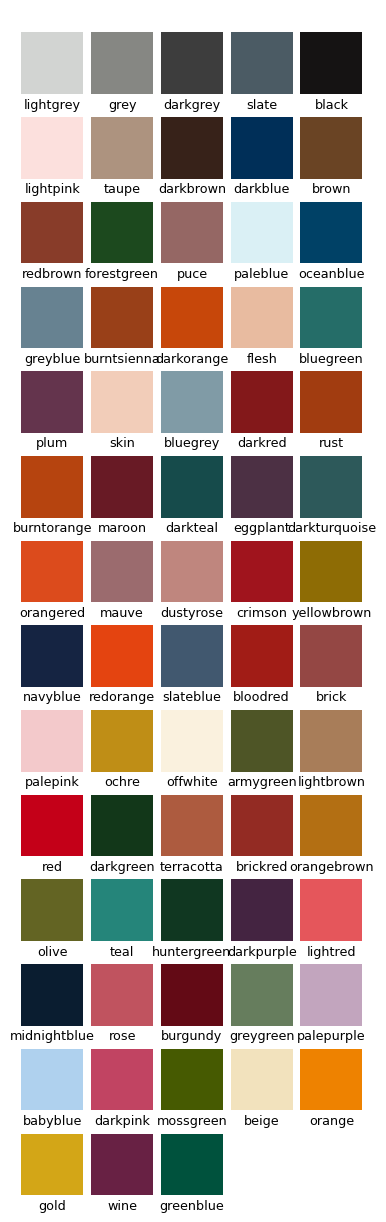 lightgrey grey darkgrey slate black
lightpink taupe darkbrown darkblue brown
redbrown forestgreen puce paleblue oceanblue
greyblue burntsienna darkorange flesh bluegreen
plum skin bluegrey darkred rust
burntorange maroon darkteal eggplant darkturquoise
orangered mauve dustyrose crimson yellowbrown
navyblue redorange slateblue bloodred brick
palepink ochre offwhite armygreen lightbrown
red darkgreen terracotta brickred orangebrown
olive teal huntergreen darkpurple lightred
midnightblue rose burgundy greygreen palepurple
babyblue darkpink mossgreen beige orange
gold wine greenblue